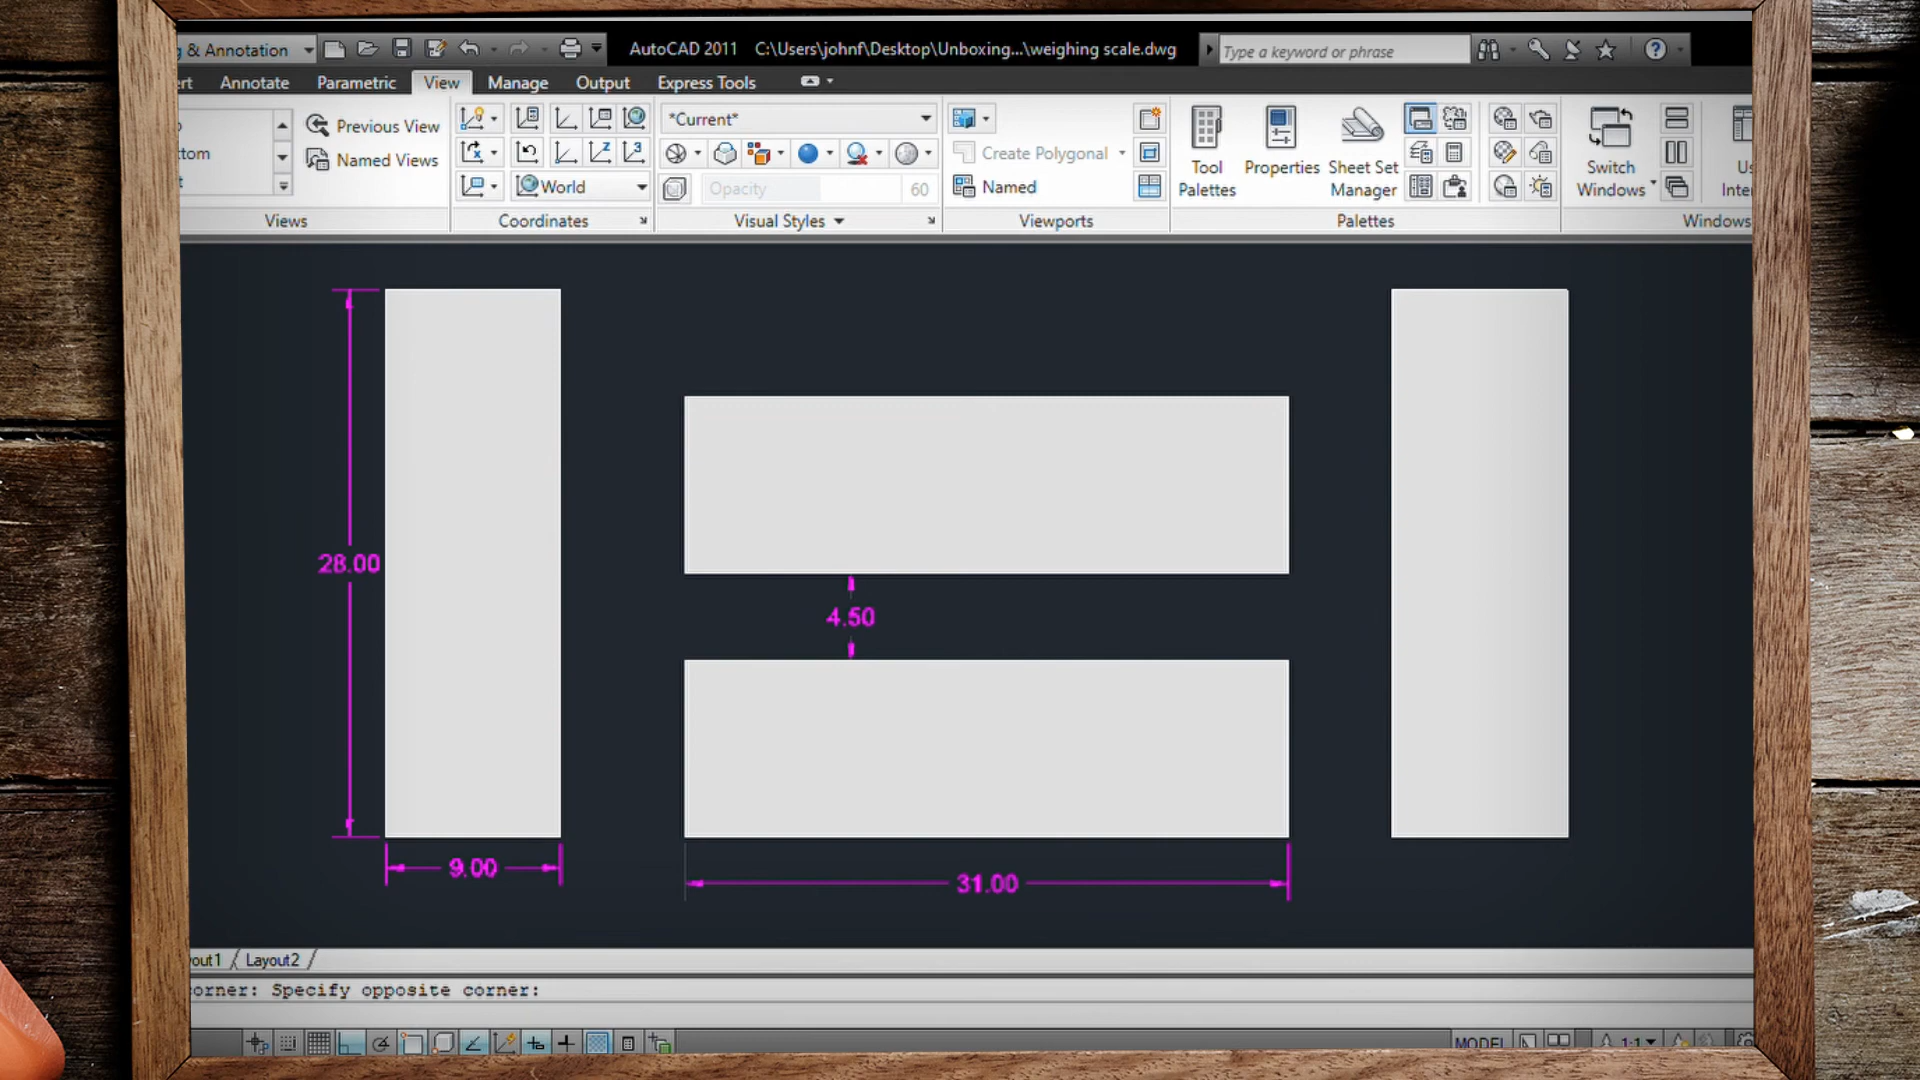 & Annotation
AutoCAD 2011 C:\Users\johnf\Desktop\Unboxing...\weighing scale.dwg
Type a keyword or phrase
Annotate Parametric View Manage Output Express Tools
Previous View
Named Views
Views
World
Coordinates
*Current*
Opacity 60
Visual Styles
Create Polygonal
Named
Viewports
Tool
Palettes
Properties
Sheet Set
Manager
Palettes
Switch
Windows
Windows
28.00
4.50
9.00
31.00
Layout2
Specify opposite corner:
MODEL
1:1